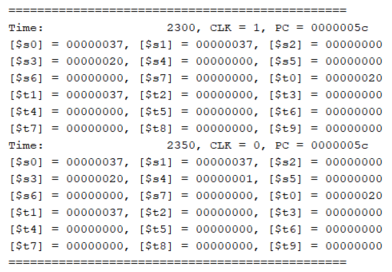 ================================================
Time: 2300, CLK = 1, PC = 0000005c
[$s0] = 00000037, [$s1] = 00000037, [$s2] = 00000000
[$s3] = 00000020, [$s4] = 00000000, [$s5] = 00000000
[$s6] = 00000000, [$s7] = 00000000, [$t0] = 00000020
[$t1] = 00000037, [$t2] = 00000000, [$t3] = 00000000
[$t4] = 00000000, [$t5] = 00000000, [$t6] = 00000000
[$t7] = 00000000, [$t8] = 00000000, [$t9] = 00000000
Time: 2350, CLK = 0, PC = 0000005c
[$s0] = 00000037, [$s1] = 00000037, [$s2] = 00000000
[$s3] = 00000020, [$s4] = 00000001, [$s5] = 00000000
[$s6] = 00000000, [$s7] = 00000000, [$t0] = 00000020
[$t1] = 00000037, [$t2] = 00000000, [$t3] = 00000000
[$t4] = 00000000, [$t5] = 00000000, [$t6] = 00000000
[$t7] = 00000000, [$t8] = 00000000, [$t9] = 00000000
================================================